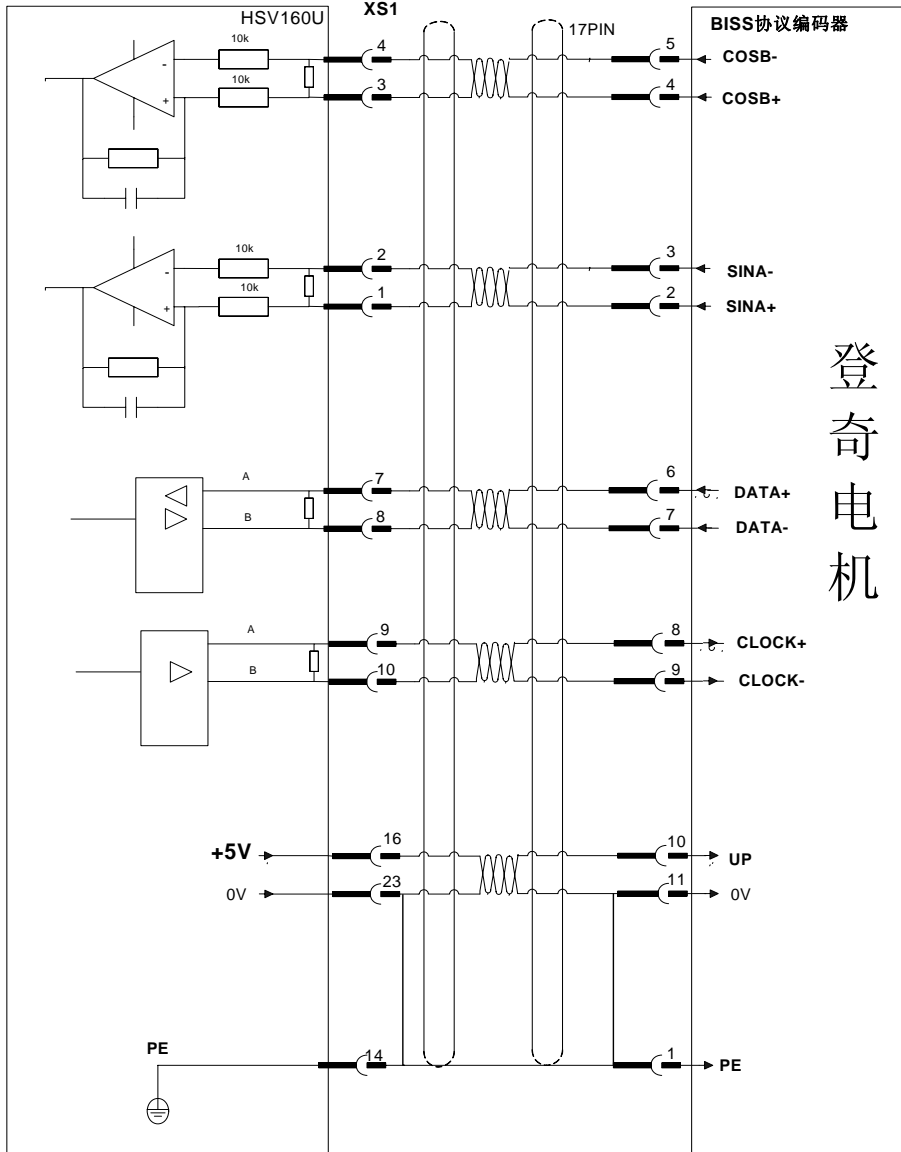 HSV160U XS1 17PIN BISS协议编码器
10k 4 5 COSB-
10k 3 4 COSB+
- +
10k 2 3 SINA-
10k 1 2 SINA+
- +
登奇电机
A 7 6 DATA+
B 8 7 DATA-
A 9 8 CLOCK+
B 10 9 CLOCK-
+5V 16 10 UP
0V 23 11 0V
PE 14 1 PE